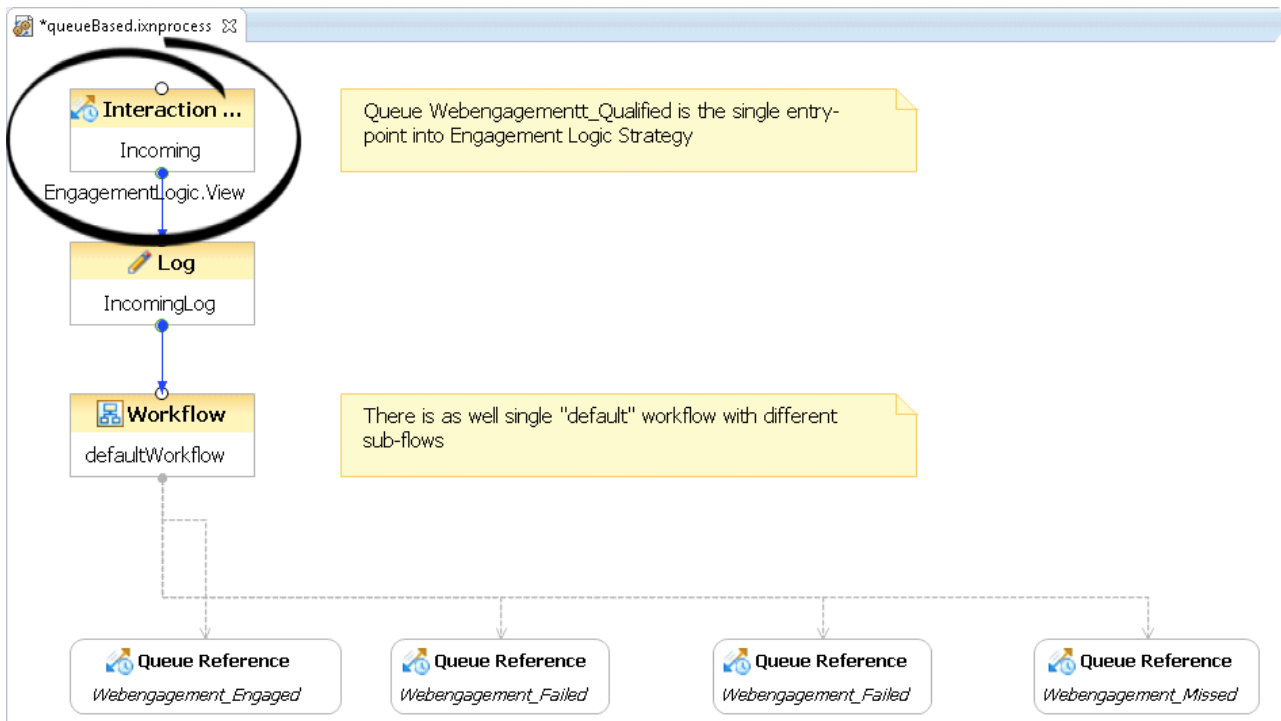 *queueBased.ixnprocess
Interaction ...
Incoming
EngagementLogic.View
Queue Webengagementt_Qualified is the single entry-
point into Engagement Logic Strategy
Log
IncomingLog
Workflow
defaultWorkflow
There is as well single "default" workflow with different
sub-flows
Queue Reference
Webengagement_Engaged
Queue Reference
Webengagement_Failed
Queue Reference
Webengagement_Failed
Queue Reference
Webengagement_Missed